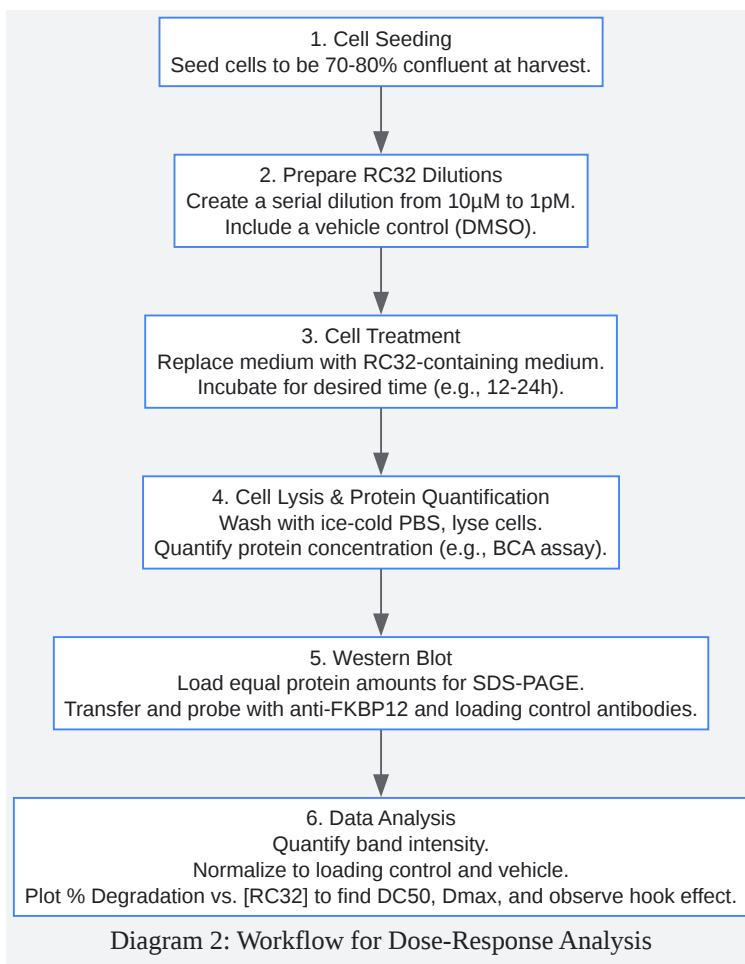 1. Cell Seeding
Seed cells to be 70-80% confluent at harvest.
2. Prepare RC32 Dilutions
Create a serial dilution from 10µM to 1pM.
Include a vehicle control (DMSO).
3. Cell Treatment
Replace medium with RC32-containing medium.
Incubate for desired time (e.g., 12-24h).
4. Cell Lysis & Protein Quantification
Wash with ice-cold PBS, lyse cells.
Quantify protein concentration (e.g., BCA assay).
5. Western Blot
Load equal protein amounts for SDS-PAGE.
Transfer and probe with anti-FKBP12 and loading control antibodies.
6. Data Analysis
Quantify band intensity.
Normalize to loading control and vehicle.
Plot % Degradation vs. [RC32] to find DC50, Dmax, and observe hook effect.
Diagram 2: Workflow for Dose-Response Analysis